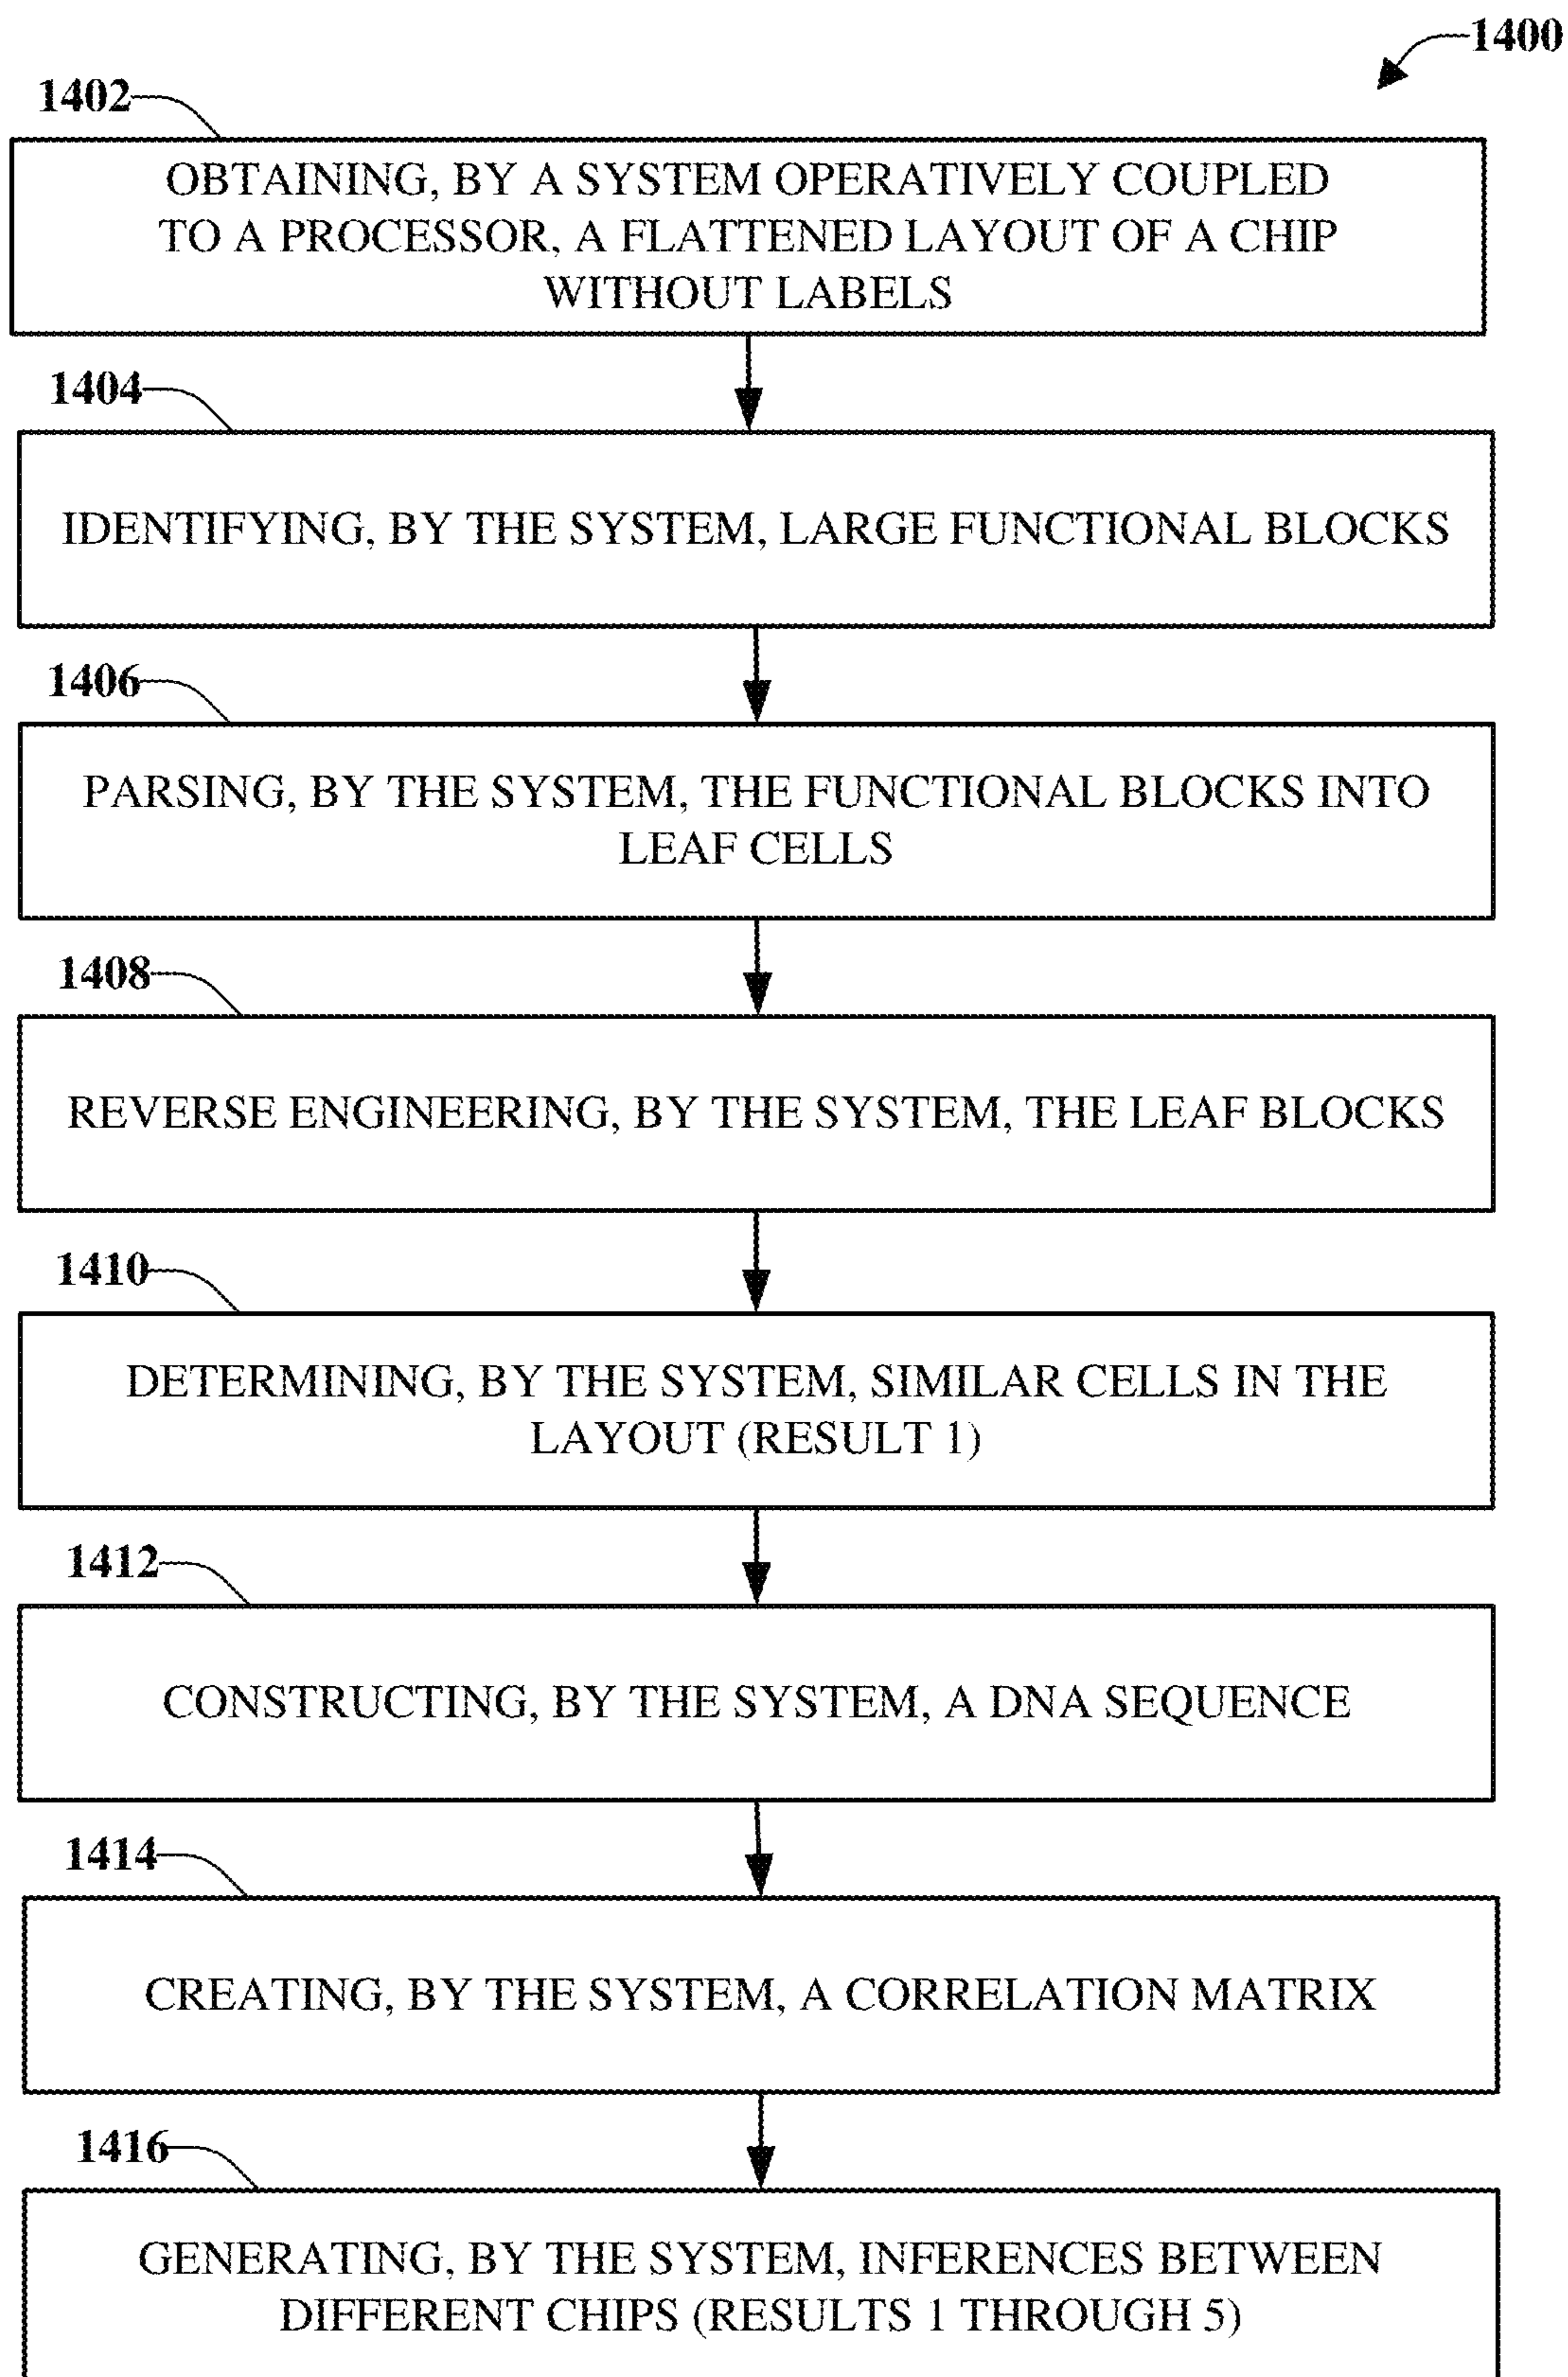 1400
1402
OBTAINING, BY A SYSTEM OPERATIVELY COUPLED
TO A PROCESSOR, A FLATTENED LAYOUT OF A CHIP
WITHOUT LABELS
1404
IDENTIFYING, BY THE SYSTEM, LARGE FUNCTIONAL BLOCKS
1406
PARSING, BY THE SYSTEM, THE FUNCTIONAL BLOCKS INTO
LEAF CELLS
1408
REVERSE ENGINEERING, BY THE SYSTEM, THE LEAF BLOCKS
1410
DETERMINING, BY THE SYSTEM, SIMILAR CELLS IN THE
LAYOUT (RESULT 1)
1412
CONSTRUCTING, BY THE SYSTEM, A DNA SEQUENCE
1414
CREATING, BY THE SYSTEM, A CORRELATION MATRIX
1416
GENERATING, BY THE SYSTEM, INFERENCES BETWEEN
DIFFERENT CHIPS (RESULTS 1 THROUGH 5)